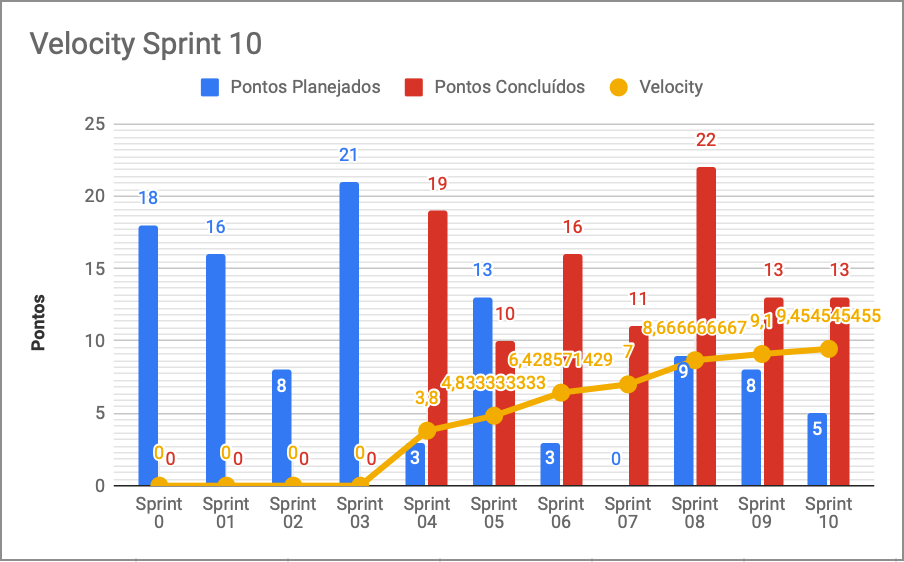 Velocity Sprint 10
Pontos Planejados Pontos Concluídos Velocity
Pontos
25
20
15
10
5
0
18
16
8
21
3
13
3
0
9
8
5
0
0
0
0
19
10
16
11
22
13
13
0
0
0
0
3,8
4,833333333
6,428571429
7
8,666666667
9,1
9,454545455
Sprint 0
Sprint 01
Sprint 02
Sprint 03
Sprint 04
Sprint 05
Sprint 06
Sprint 07
Sprint 08
Sprint 09
Sprint 10